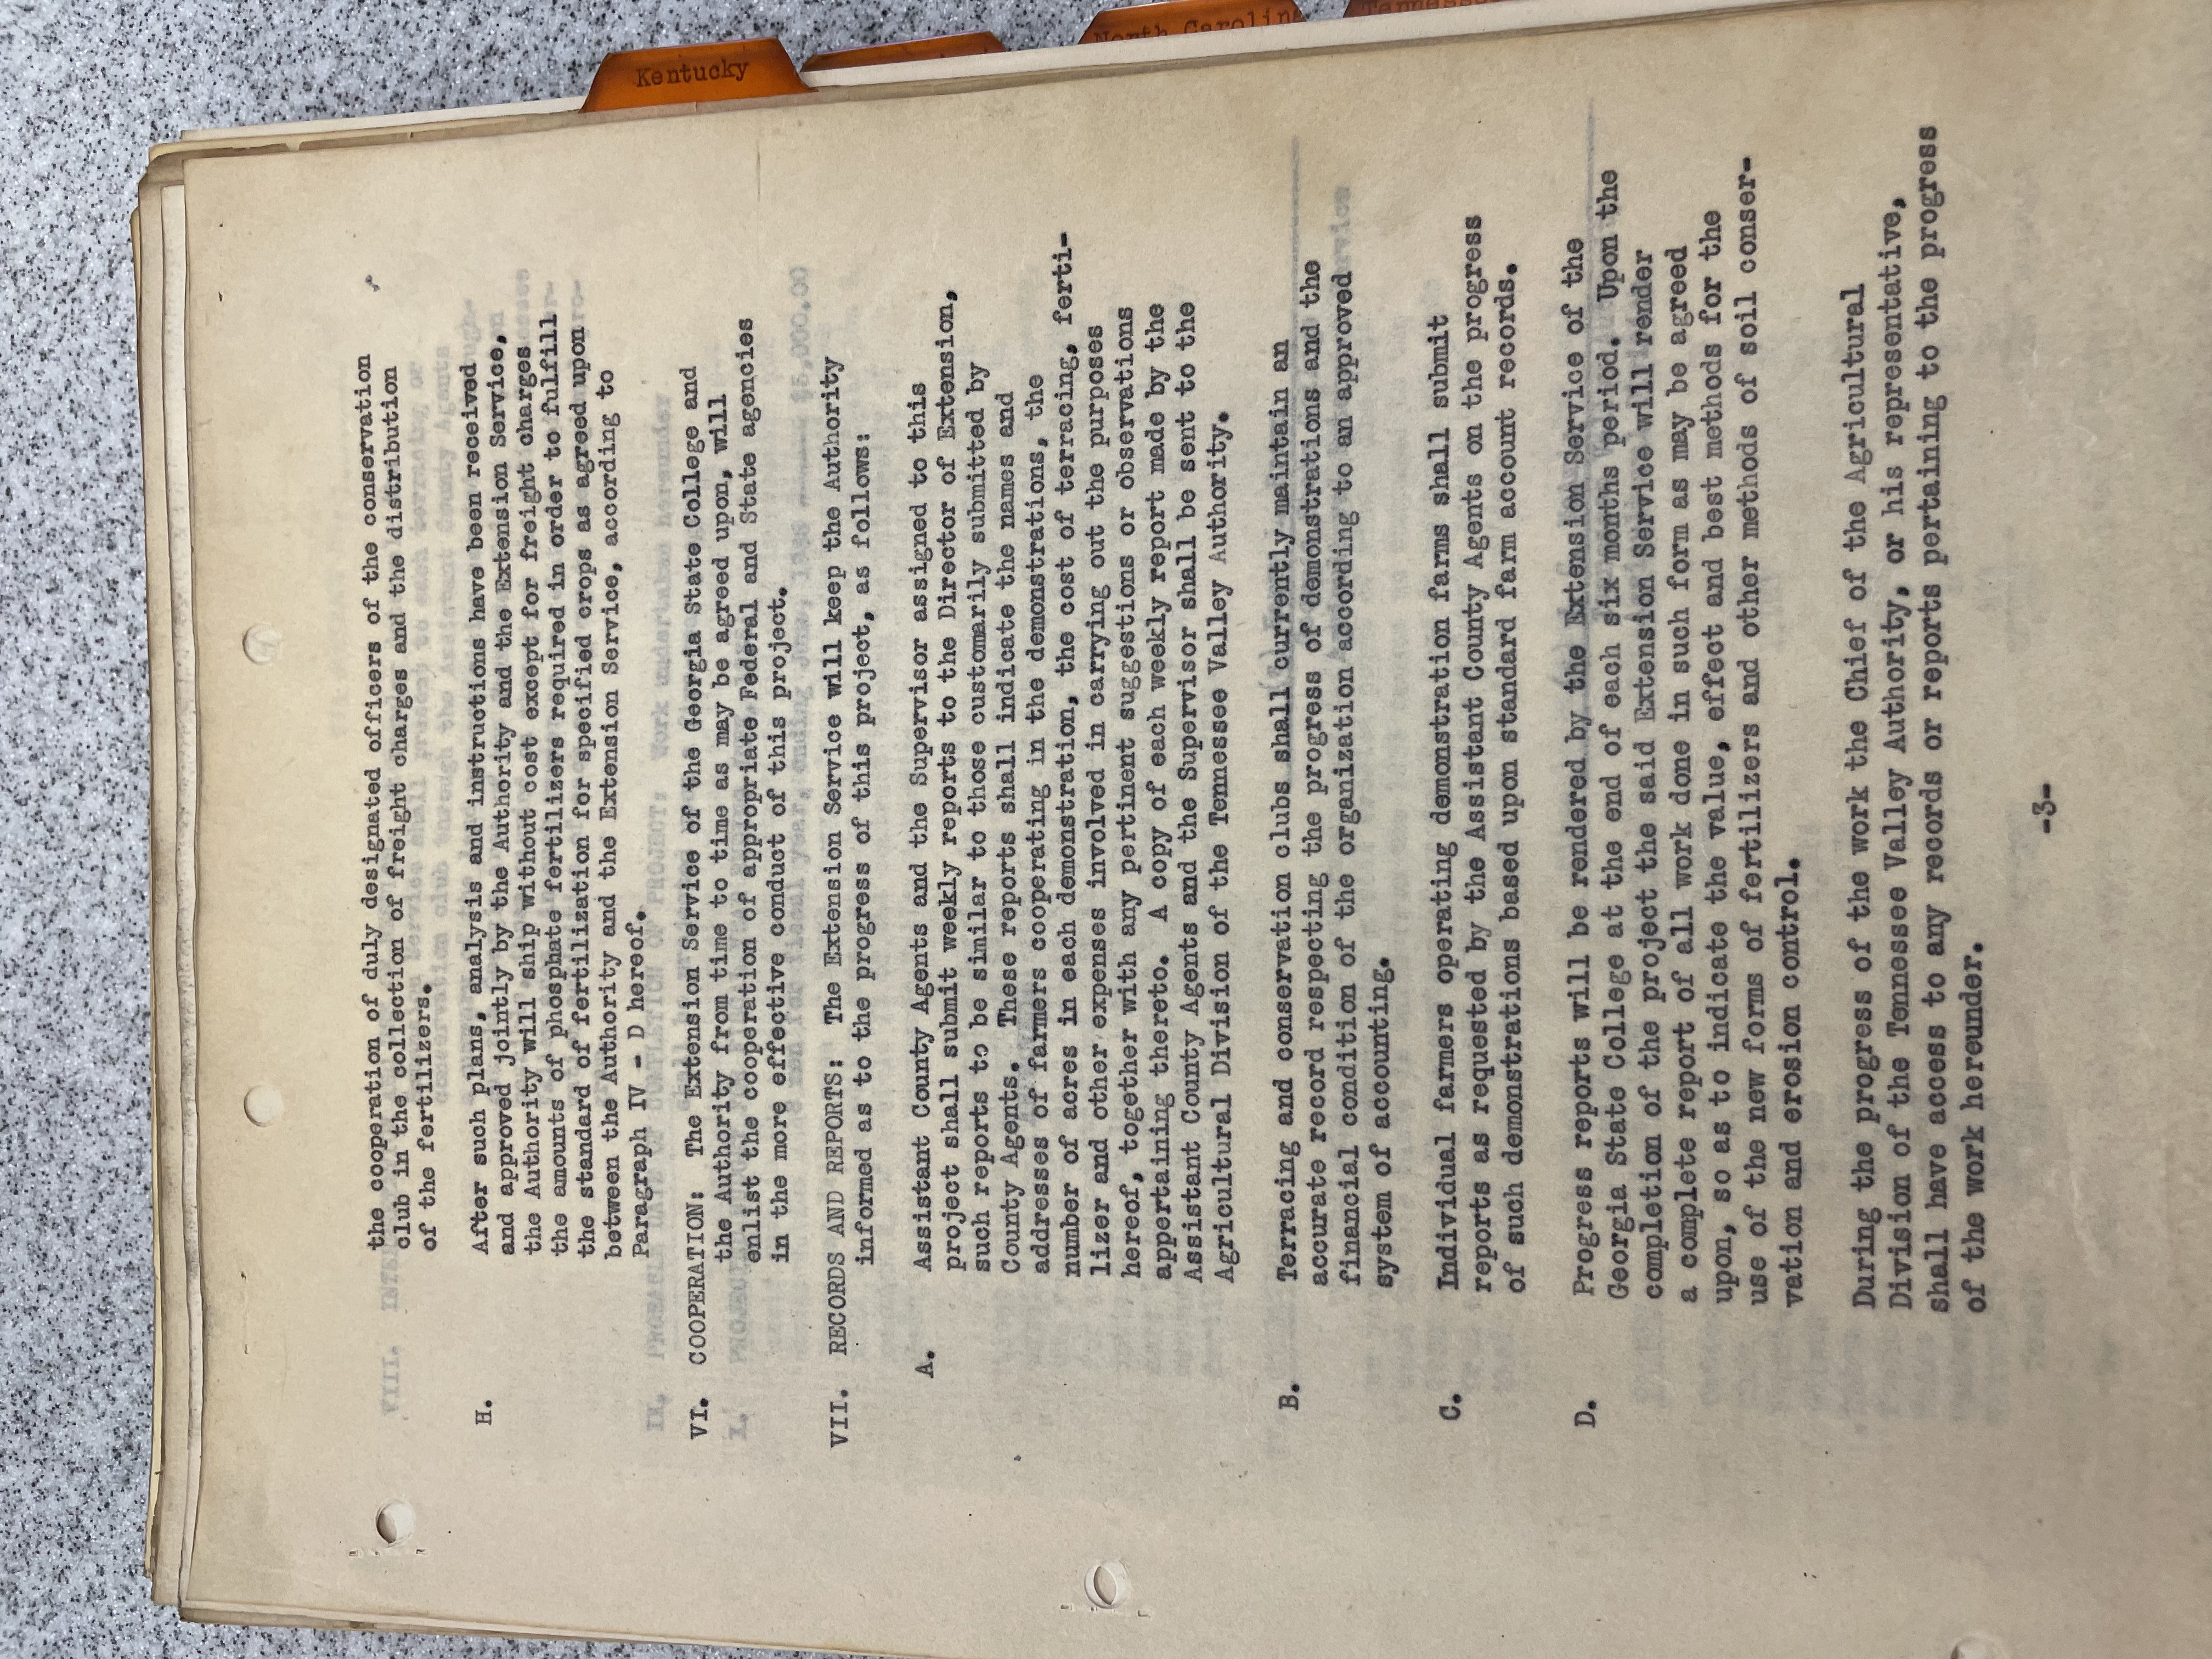 the cooperation of duly designated officers of the conservation
club in the collection of freight charges and the distribution
of the fertilizers.
H. After such plans, analysis and instructions have been received
and approved jointly by the Authority and the Extension Service,
the Authority will ship without cost except for freight charges
the amounts of phosphate fertilizers required in order to fulfill
the standard of fertilization for specified crops as agreed upon
between the Authority and the Extension Service, according to
Paragraph IV - D hereof.
VI. COOPERATION: The Extension Service of the Georgia State College and
the Authority from time to time as may be agreed upon, will
enlist the cooperation of appropriate Federal and State agencies
in the more effective conduct of this project.
VII. RECORDS AND REPORTS: The Extension Service will keep the Authority
informed as to the progress of this project, as follows:
A. Assistant County Agents and the Supervisor assigned to this
project shall submit weekly reports to the Director of Extension,
such reports to be similar to those customarily submitted by
County Agents. These reports shall indicate the names and
addresses of farmers cooperating in the demonstrations, the
number of acres in each demonstration, the cost of terracing, ferti-
lizer and other expenses involved in carrying out the purposes
hereof, together with any pertinent suggestions or observations
appertaining thereto. A copy of each weekly report made by the
Assistant County Agents and the Supervisor shall be sent to the
Agricultural Division of the Tennessee Valley Authority.
B. Terracing and conservation clubs shall currently maintain an
accurate record respecting the progress of demonstrations and the
financial condition of the organization according to an approved
system of accounting.
C. Individual farmers operating demonstration farms shall submit
reports as requested by the Assistant County Agents on the progress
of such demonstrations based upon standard farm account records.
D. Progress reports will be rendered by the Extension Service of the
Georgia State College at the end of each six months period. Upon the
completion of the project the said Extension Service will render
a complete report of all work done in such form as may be agreed
upon, so as to indicate the value, effect and best methods for the
use of the new forms of fertilizers and other methods of soil conser-
vation and erosion control.
During the progress of the work the Chief of the Agricultural
Division of the Tennessee Valley Authority, or his representative,
shall have access to any records or reports pertaining to the progress
of the work hereunder.
-3-
Kentucky
North Carolina